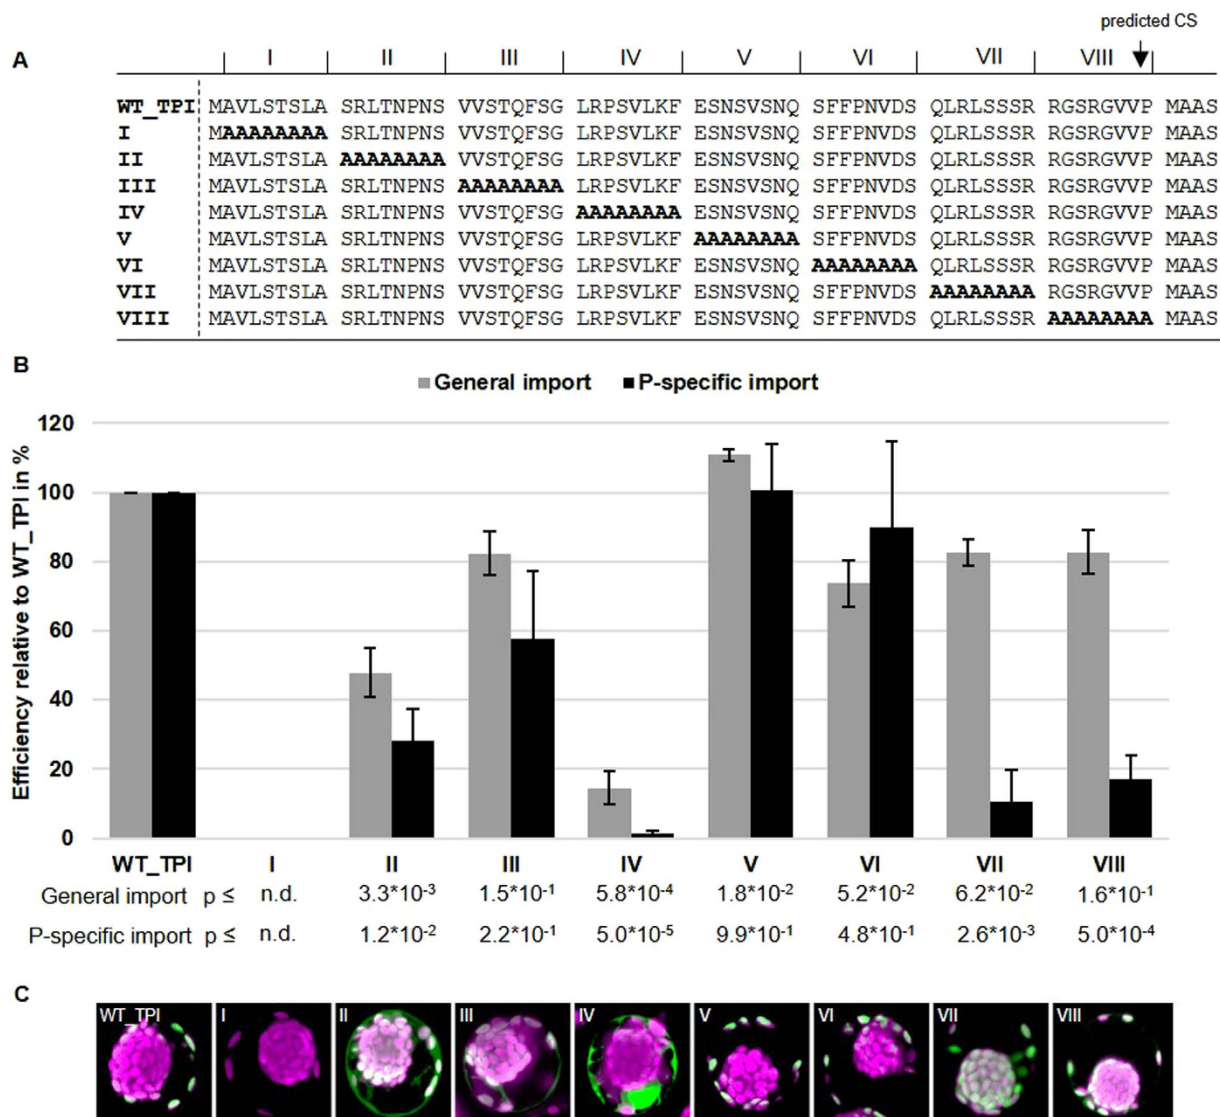 predicted CS
A I II III IV V VI VII VIII
WT_TPI MAVLSTSLA SRLTNPNS VVSTQFSG LRPSVLKF ESNSVSNQ SFFPNVDS QLRLSSSR RGSRGVVP MAAS
I MAAAAAAAA SRLTNPNS VVSTQFSG LRPSVLKF ESNSVSNQ SFFPNVDS QLRLSSSR RGSRGVVP MAAS
II MAVLSTSLA AAAAAAAA VVSTQFSG LRPSVLKF ESNSVSNQ SFFPNVDS QLRLSSSR RGSRGVVP MAAS
III MAVLSTSLA SRLTNPNS AAAAAAAA LRPSVLKF ESNSVSNQ SFFPNVDS QLRLSSSR RGSRGVVP MAAS
IV MAVLSTSLA SRLTNPNS VVSTQFSG AAAAAAAA ESNSVSNQ SFFPNVDS QLRLSSSR RGSRGVVP MAAS
V MAVLSTSLA SRLTNPNS VVSTQFSG LRPSVLKF AAAAAAAA SFFPNVDS QLRLSSSR RGSRGVVP MAAS
VI MAVLSTSLA SRLTNPNS VVSTQFSG LRPSVLKF ESNSVSNQ AAAAAAAA QLRLSSSR RGSRGVVP MAAS
VII MAVLSTSLA SRLTNPNS VVSTQFSG LRPSVLKF ESNSVSNQ SFFPNVDS AAAAAAAA RGSRGVVP MAAS
VIII MAVLSTSLA SRLTNPNS VVSTQFSG LRPSVLKF ESNSVSNQ SFFPNVDS QLRLSSSR AAAAAAAA MAAS
B
General import P-specific import
Efficiency relative to WT_TPI in %
120
100
80
60
40
20
0
WT_TPI I II III IV V VI VII VIII
General import p ≤ n.d. 3.3*10-3 1.5*10-1 5.8*10-4 1.8*10-2 5.2*10-2 6.2*10-2 1.6*10-1
P-specific import p ≤ n.d. 1.2*10-2 2.2*10-1 5.0*10-5 9.9*10-1 4.8*10-1 2.6*10-3 5.0*10-4
C
WT_TPI I II III IV V VI VII VIII